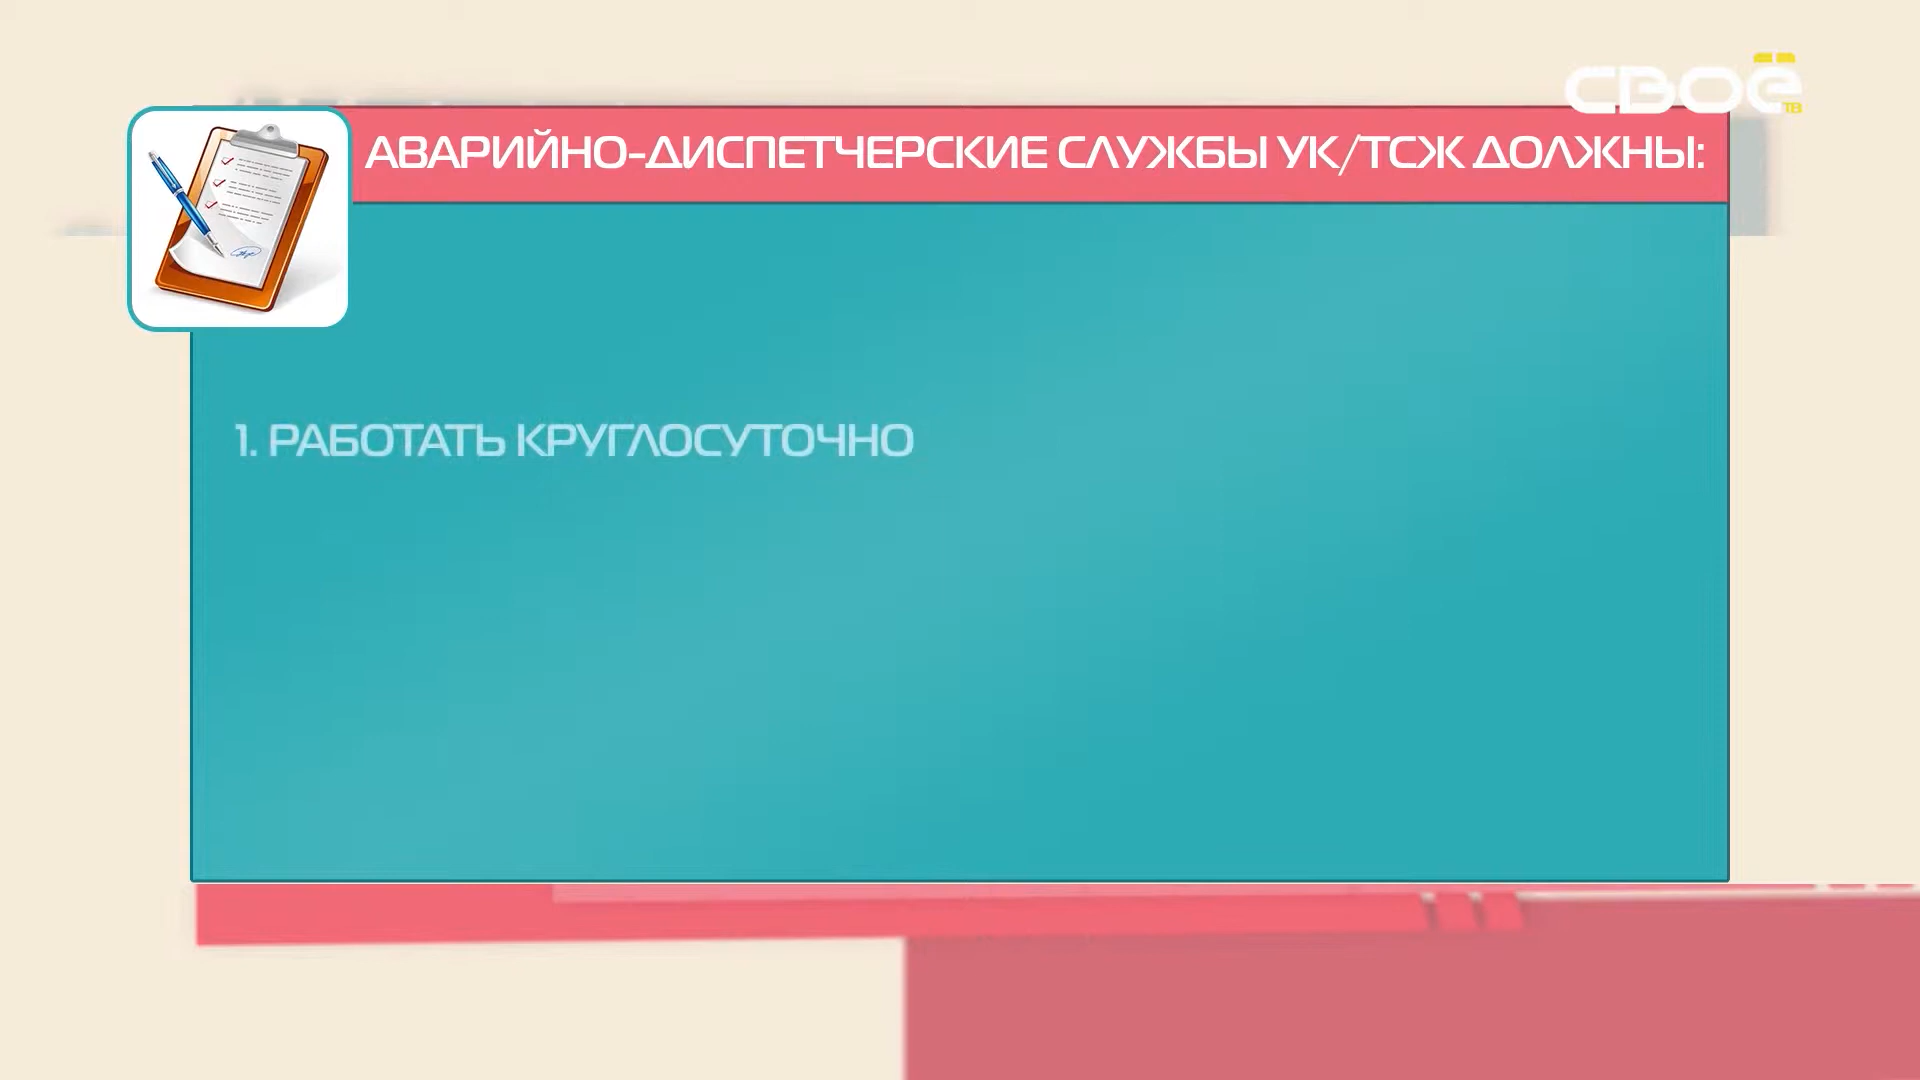 СВОЁ
ТВ
АВАРИЙНО-ДИСПЕТЧЕРСКИЕ СЛУЖБЫ УК/ТСЖ ДОЛЖНЫ:
1. РАБОТАТЬ КРУГЛОСУТОЧНО